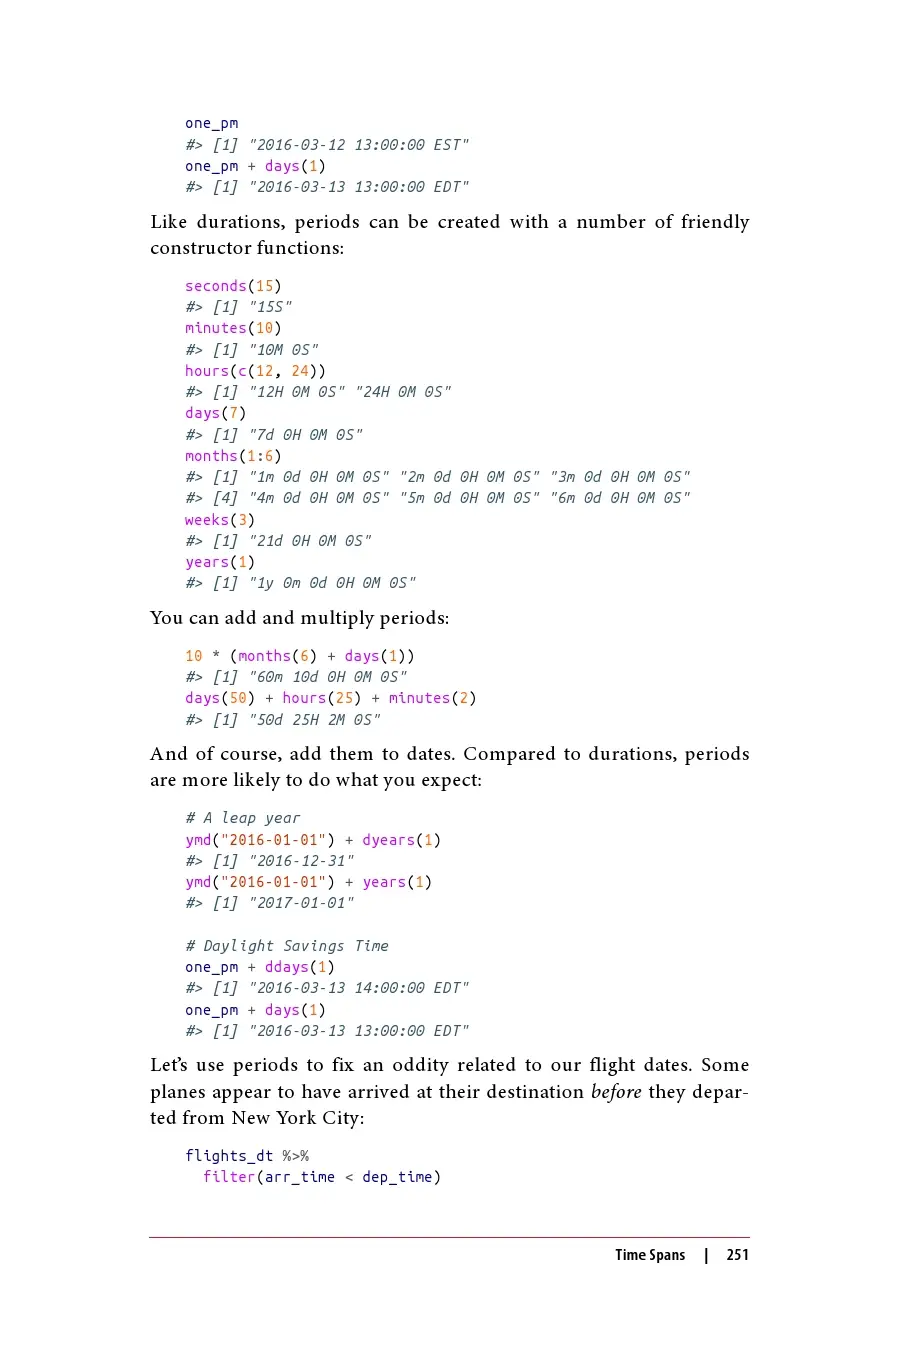 one_pm
#> [1] "2016-03-12 13:00:00 EST"
one_pm + days(1)
#> [1] "2016-03-13 13:00:00 EDT"
Like durations, periods can be created with a number of friendly
constructor functions:
seconds(15)
#> [1] "15S"
minutes(10)
#> [1] "10M 0S"
hours(c(12, 24))
#> [1] "12H 0M 0S" "24H 0M 0S"
days(7)
#> [1] "7d 0H 0M 0S"
months(1:6)
#> [1] "1m 0d 0H 0M 0S" "2m 0d 0H 0M 0S" "3m 0d 0H 0M 0S"
#> [4] "4m 0d 0H 0M 0S" "5m 0d 0H 0M 0S" "6m 0d 0H 0M 0S"
weeks(3)
#> [1] "21d 0H 0M 0S"
years(1)
#> [1] "1y 0m 0d 0H 0M 0S"
You can add and multiply periods:
10 * (months(6) + days(1))
#> [1] "60m 10d 0H 0M 0S"
days(50) + hours(25) + minutes(2)
#> [1] "50d 25H 2M 0S"
And of course, add them to dates. Compared to durations, periods
are more likely to do what you expect:
# A leap year
ymd("2016-01-01") + dyears(1)
#> [1] "2016-12-31"
ymd("2016-01-01") + years(1)
#> [1] "2017-01-01"
# Daylight Savings Time
one_pm + ddays(1)
#> [1] "2016-03-13 14:00:00 EDT"
one_pm + days(1)
#> [1] "2016-03-13 13:00:00 EDT"
Let’s use periods to fix an oddity related to our flight dates. Some
planes appear to have arrived at their destination before they depar‐
ted from New York City:
flights_dt %>%
filter(arr_time < dep_time)
Time Spans | 251